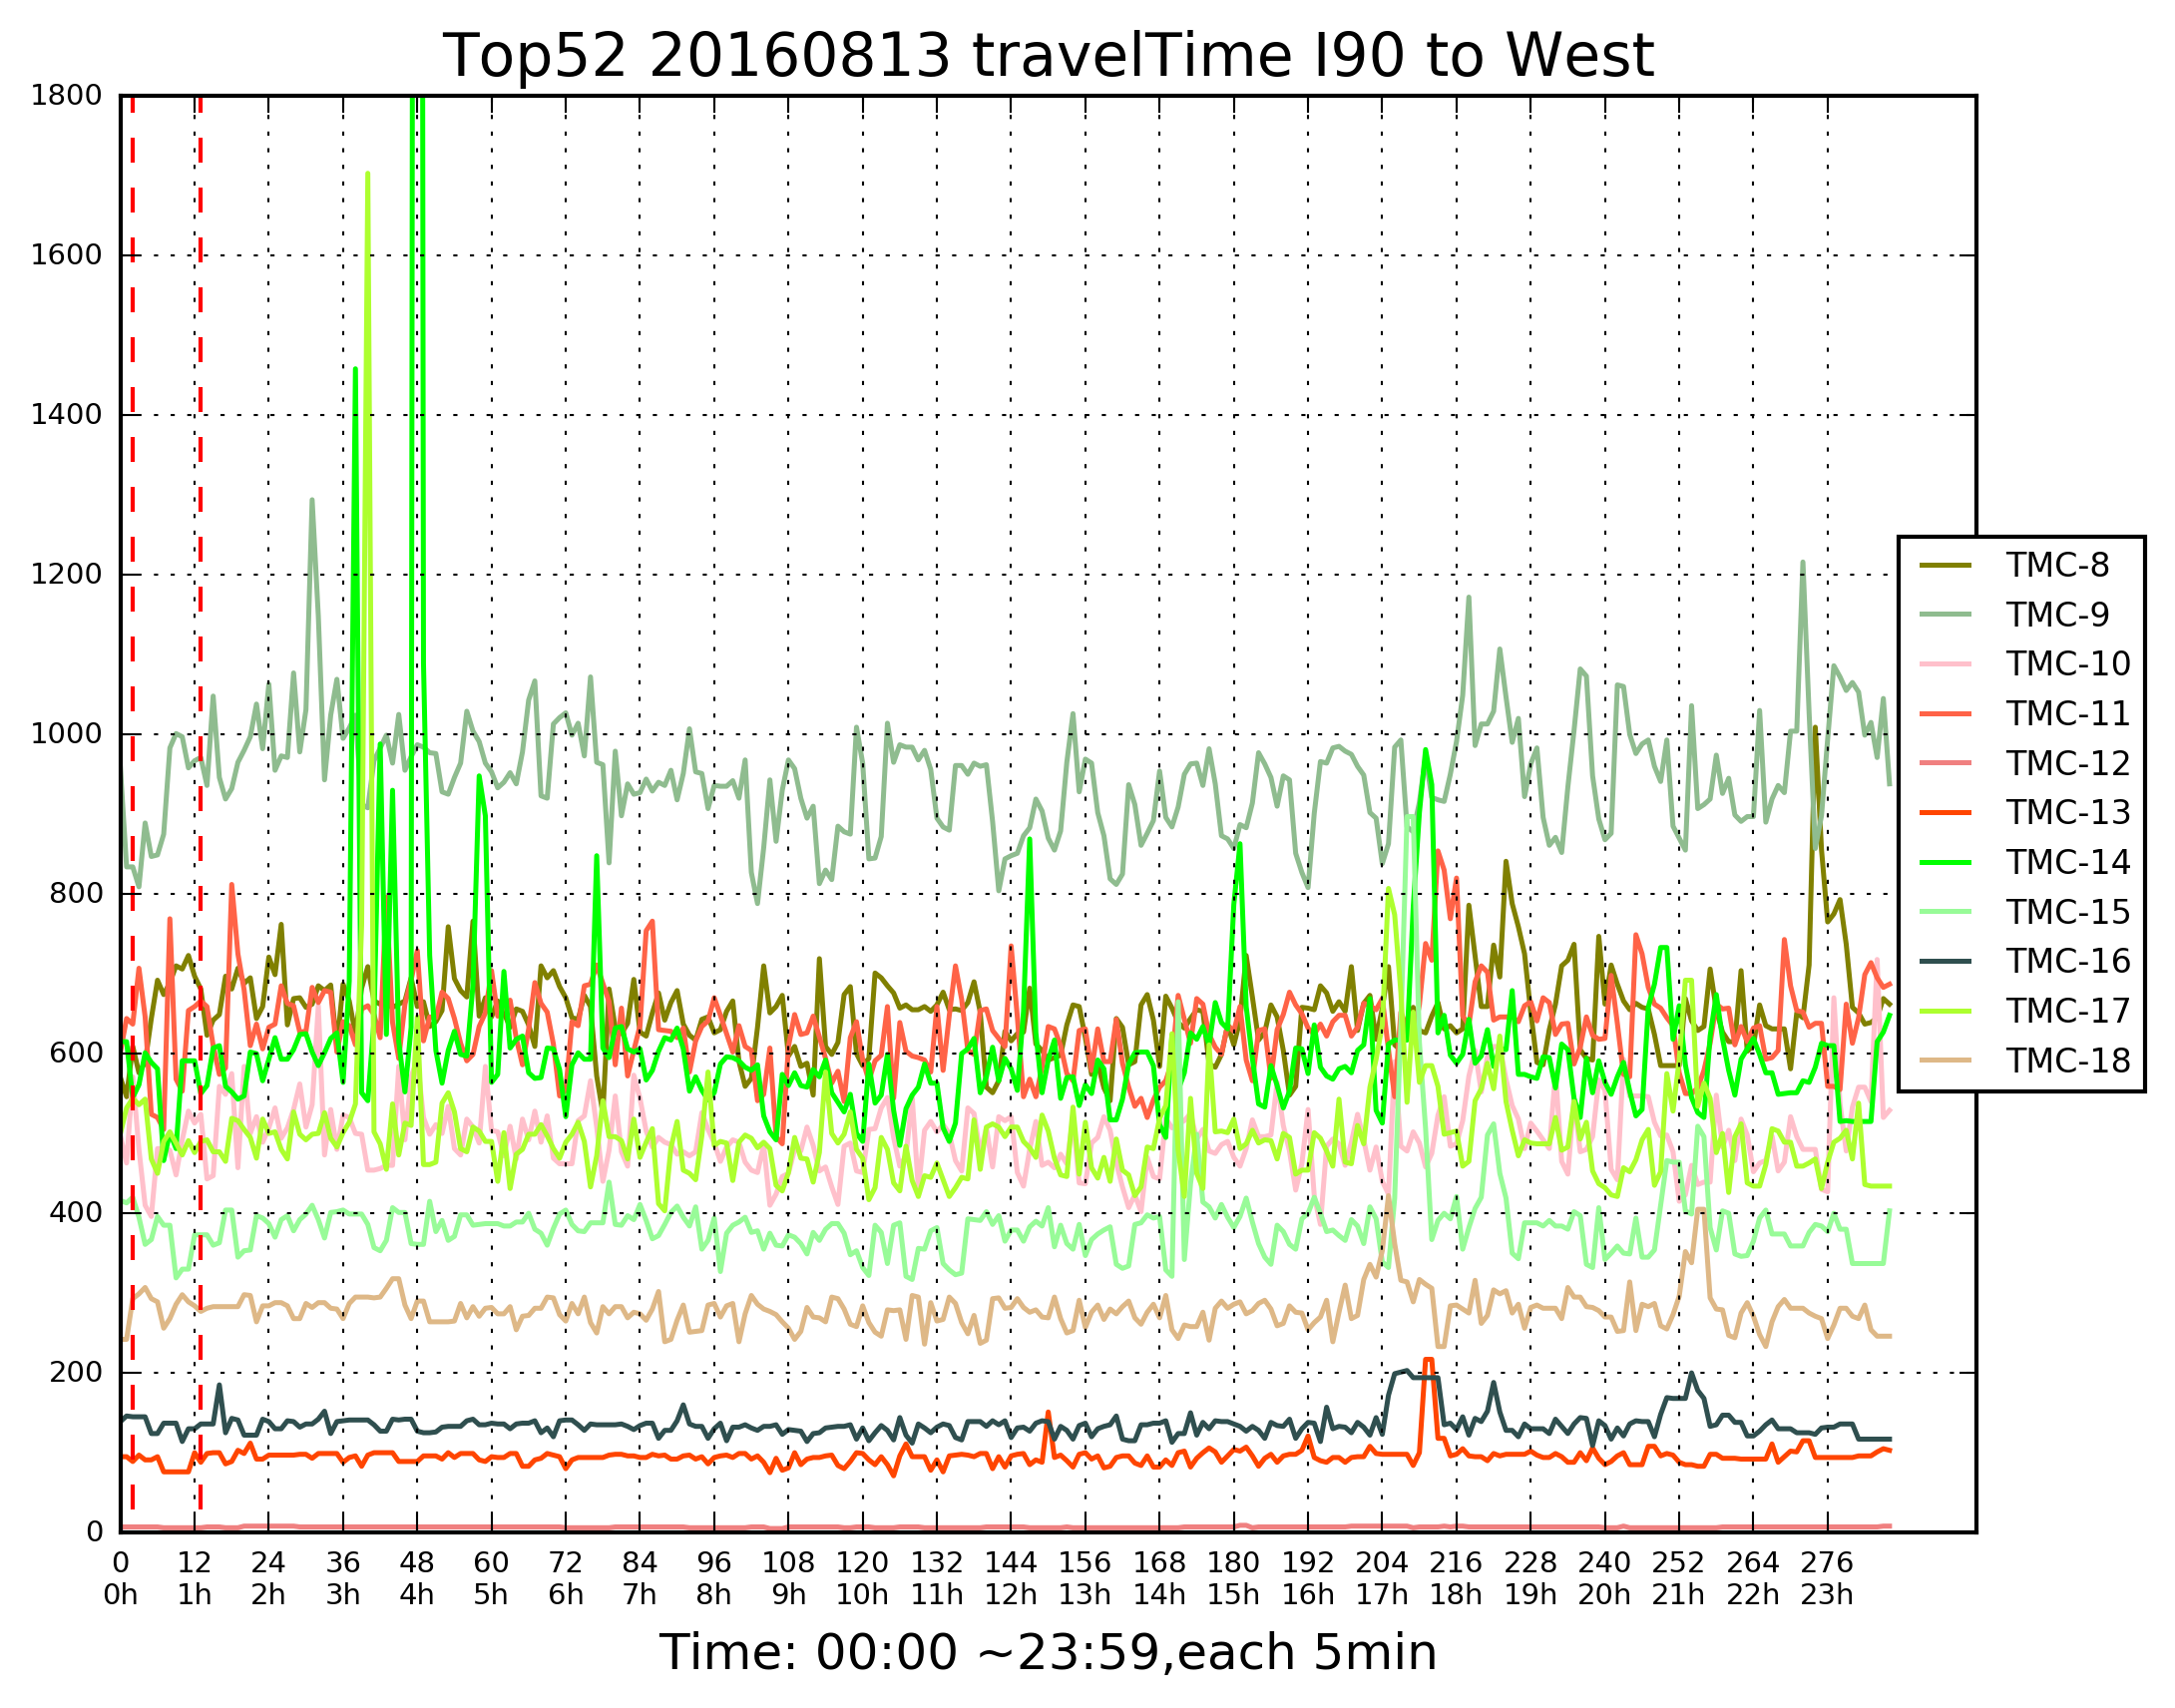 Top52 20160813 travelTime I90 to West
1800
1600
1400
1200
1000
800
600
400
200
0
TMC-8
TMC-9
TMC-10
TMC-11
TMC-12
TMC-13
TMC-14
TMC-15
TMC-16
TMC-17
TMC-18
0 12 24 36 48 60 72 84 96 108 120 132 144 156 168 180 192 204 216 228 240 252 264 276
0h 1h 2h 3h 4h 5h 6h 7h 8h 9h 10h 11h 12h 13h 14h 15h 16h 17h 18h 19h 20h 21h 22h 23h
Time: 00:00 ~23:59,each 5min